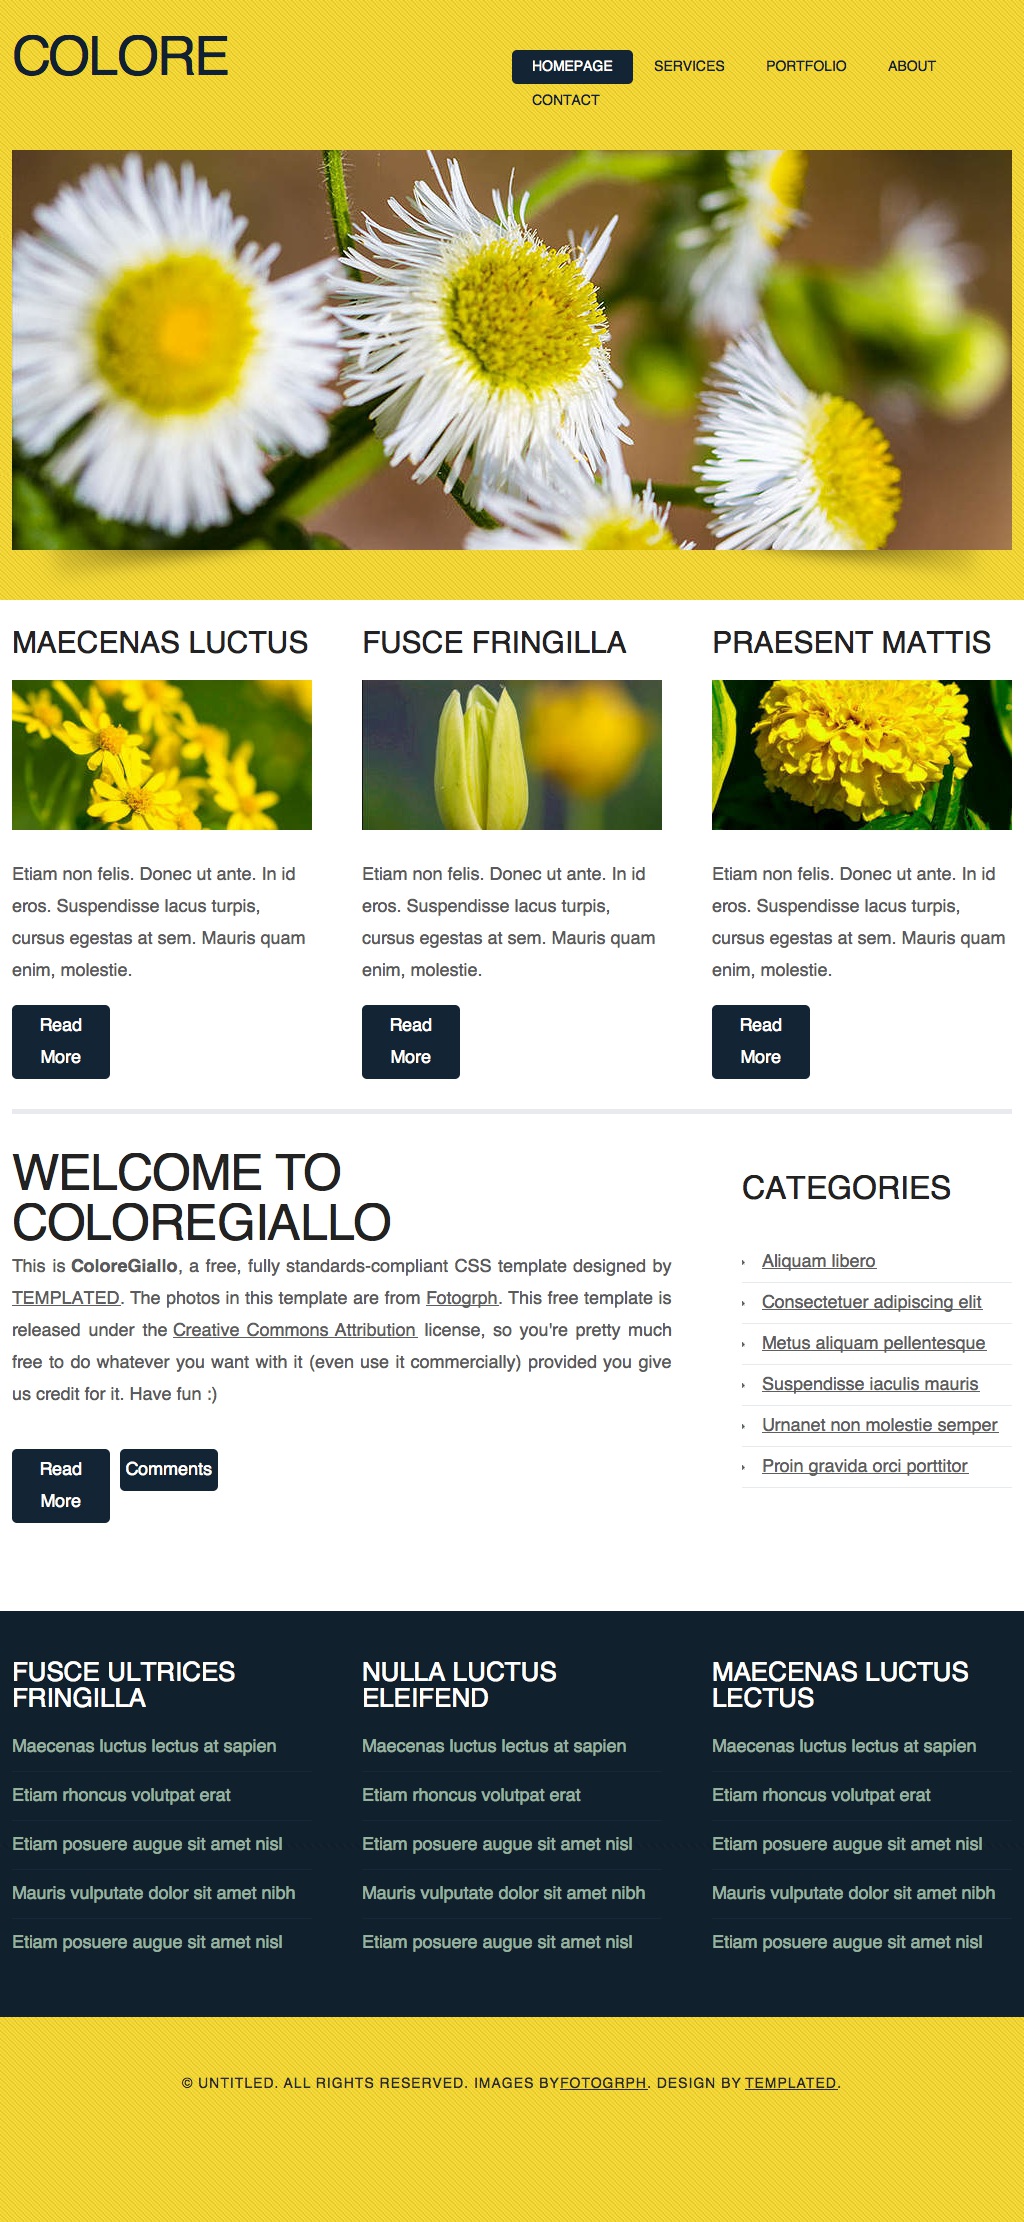 COLORE
HOMEPAGE SERVICES PORTFOLIO ABOUT
CONTACT
MAECENAS LUCTUS
Etiam non felis. Donec ut ante. In id
eros. Suspendisse lacus turpis,
cursus egestas at sem. Mauris quam
enim, molestie.
Read
More
FUSCE FRINGILLA
Etiam non felis. Donec ut ante. In id
eros. Suspendisse lacus turpis,
cursus egestas at sem. Mauris quam
enim, molestie.
Read
More
PRAESENT MATTIS
Etiam non felis. Donec ut ante. In id
eros. Suspendisse lacus turpis,
cursus egestas at sem. Mauris quam
enim, molestie.
Read
More
WELCOME TO
COLOREGIALLO
This is ColoreGiallo, a free, fully standards-compliant CSS template designed by
TEMPLATED. The photos in this template are from Fotogrph. This free template is
released under the Creative Commons Attribution license, so you're pretty much
free to do whatever you want with it (even use it commercially) provided you give
us credit for it. Have fun :)
Read
More
Comments
CATEGORIES
Aliquam libero
Consectetuer adipiscing elit
Metus aliquam pellentesque
Suspendisse iaculis mauris
Urnanet non molestie semper
Proin gravida orci porttitor
FUSCE ULTRICES
FRINGILLA
Maecenas luctus lectus at sapien
Etiam rhoncus volutpat erat
Etiam posuere augue sit amet nisl
Mauris vulputate dolor sit amet nibh
Etiam posuere augue sit amet nisl
NULLA LUCTUS
ELEIFEND
Maecenas luctus lectus at sapien
Etiam rhoncus volutpat erat
Etiam posuere augue sit amet nisl
Mauris vulputate dolor sit amet nibh
Etiam posuere augue sit amet nisl
MAECENAS LUCTUS
LECTUS
Maecenas luctus lectus at sapien
Etiam rhoncus volutpat erat
Etiam posuere augue sit amet nisl
Mauris vulputate dolor sit amet nibh
Etiam posuere augue sit amet nisl
© UNTITLED. ALL RIGHTS RESERVED. IMAGES BYFOTOGRPH. DESIGN BY TEMPLATED.